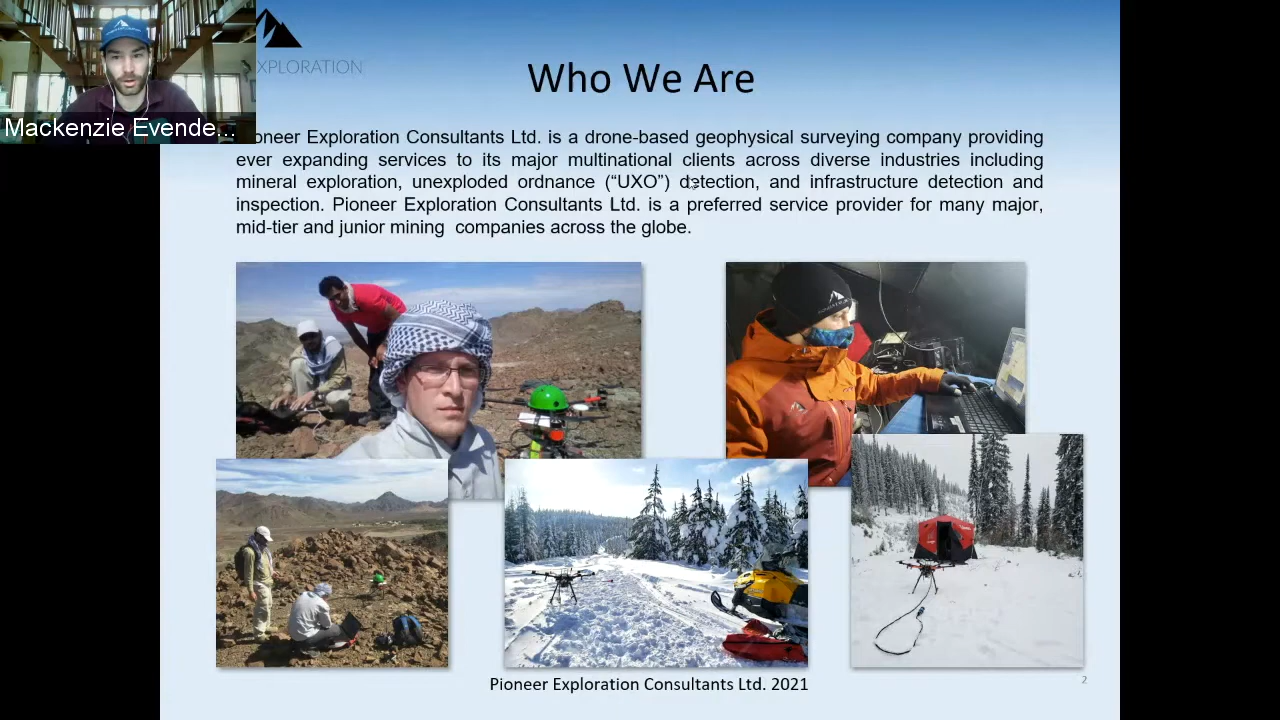 XPLORATION
Who We Are
Mackenzie Evende...
oneer Exploration Consultants Ltd. is a drone-based geophysical surveying company providing
ever expanding services to its major multinational clients across diverse industries including
mineral exploration, unexploded ordnance (“UXO”) detection, and infrastructure detection and
inspection. Pioneer Exploration Consultants Ltd. is a preferred service provider for many major,
mid-tier and junior mining companies across the globe.
Pioneer Exploration Consultants Ltd. 2021
2